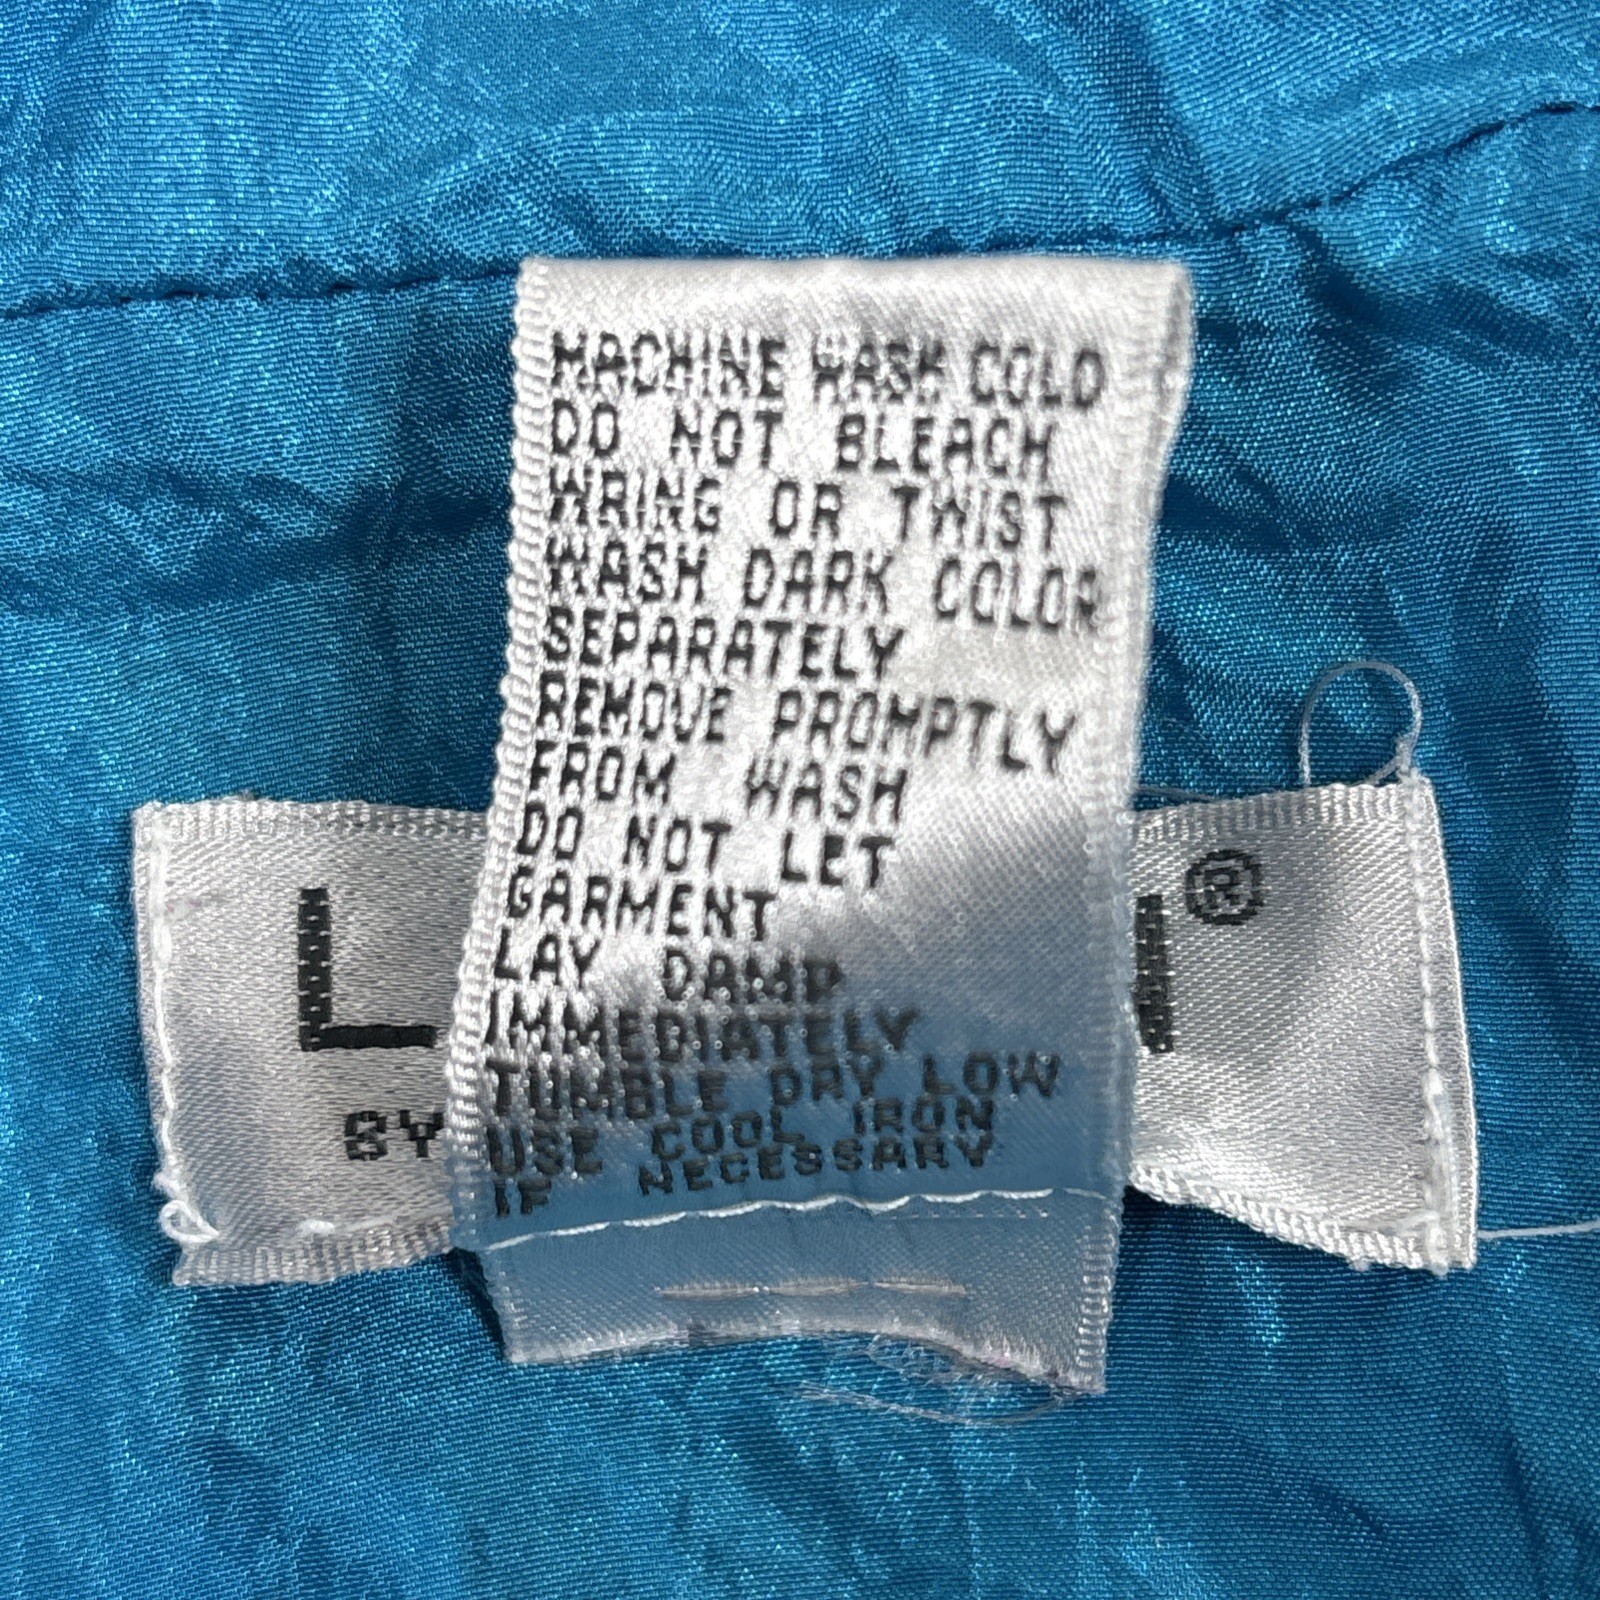 MACHINE WASH COLD
DO NOT BLEACH
WRING OR TWIST
WASH DARK COLOR
SEPARATELY
REMOVE PROMPTLY
FROM WASH
DO NOT LET
GARMENT
LAY DAMP
IMMEDIATELY
TUMBLE DRY LOW
USE COOL IRON
IF NECESSARY
L ®
BY